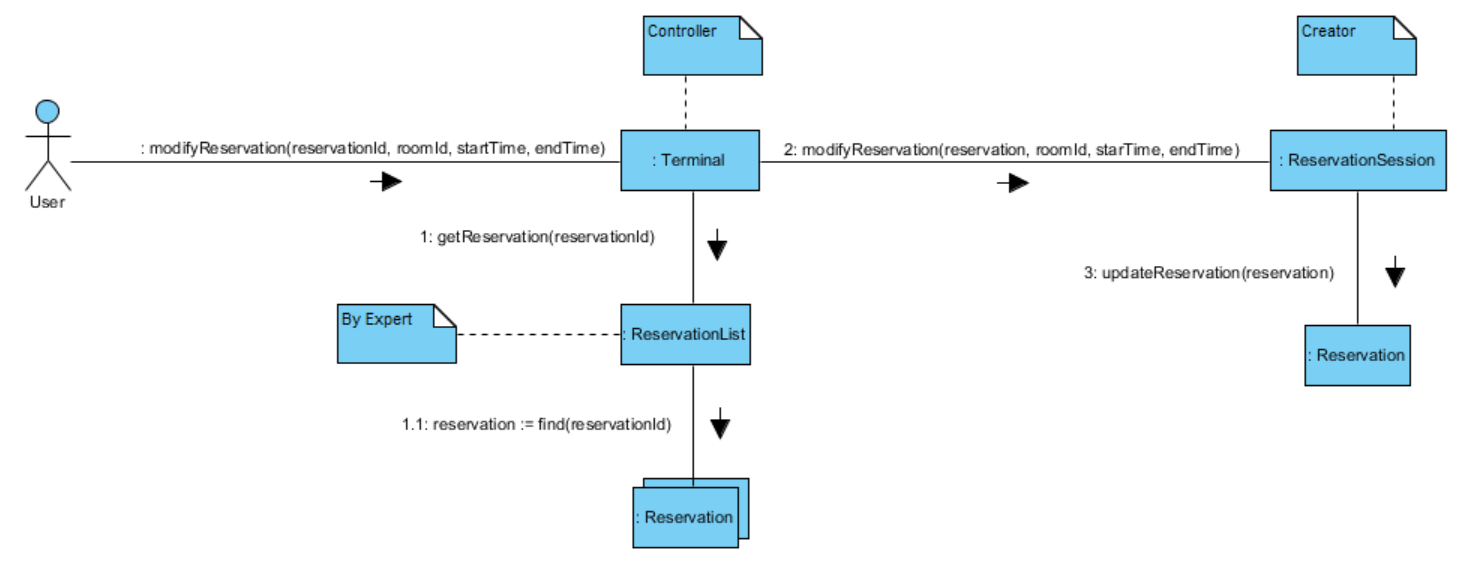 Controller
Creator
: modifyReservation(reservationId, roomId, startTime, endTime)
: Terminal
2: modifyReservation(reservation, roomId, starTime, endTime)
: ReservationSession
User
1: getReservation(reservationId)
3: updateReservation(reservation)
By Expert
: ReservationList
: Reservation
1.1: reservation := find(reservationId)
: Reservation